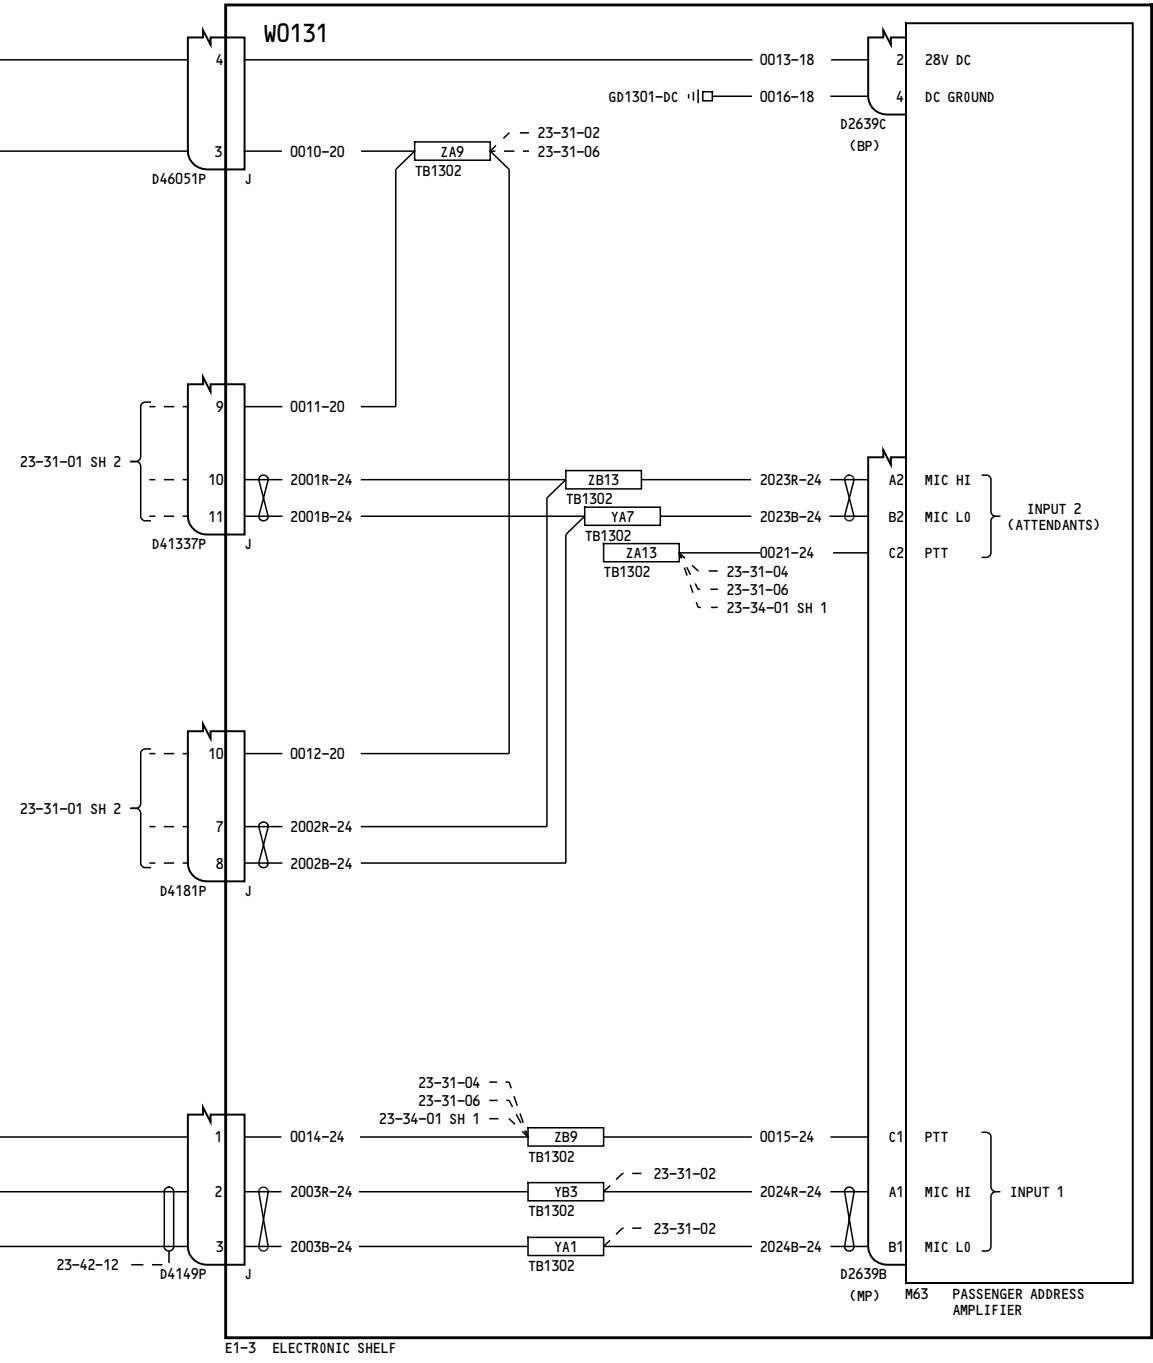 W0131
4 0013-18 2 28V DC
GD1301-DC 0016-18 4 DC GROUND
D2639C
(BP)
23-31-02
3 0010-20 ZA9 23-31-06
TB1302
D46051P J
9 0011-20
23-31-01 SH 2
10 2001R-24 ZB13 2023R-24 A2 MIC HI
TB1302
11 2001B-24 YA7 2023B-24 B2 MIC LO
INPUT 2
(ATTENDANTS)
TB1302
D41337P J
ZA13 0021-24 C2 PTT
TB1302
23-31-04
23-31-06
23-34-01 SH 1
10 0012-20
23-31-01 SH 2
7 2002R-24
8 2002B-24
D4181P J
23-31-04
23-31-06
23-34-01 SH 1
1 0014-24 ZB9 0015-24 C1 PTT
TB1302
23-31-02
2 2003R-24 YB3 2024R-24 A1 MIC HI INPUT 1
TB1302
23-31-02
3 2003B-24 YA1 2024B-24 B1 MIC LO
TB1302
23-42-12
D4149P J
D2639B
(MP)
M63 PASSENGER ADDRESS
AMPLIFIER
E1-3 ELECTRONIC SHELF